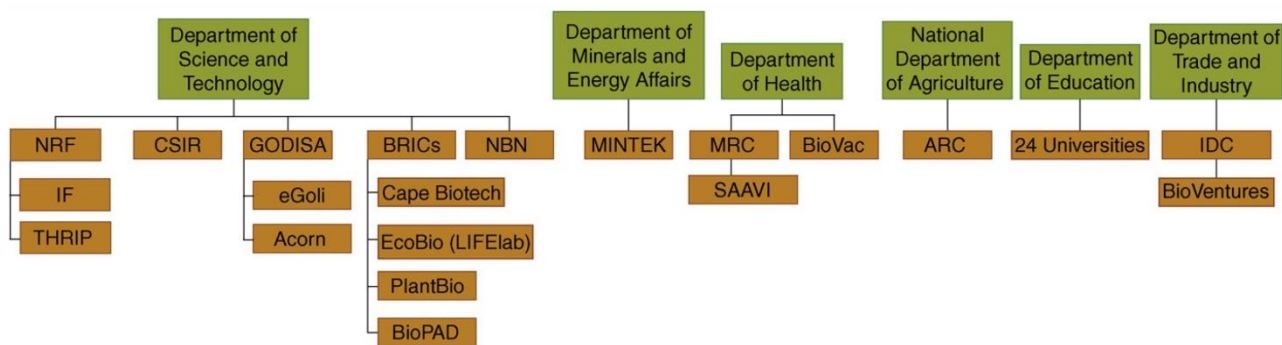 Department of
Science and
Technology
Department of
Minerals and
Energy Affairs
Department
of Health
National
Department
of Agriculture
Department
of Education
Department of
Trade and
Industry
NRF
CSIR
GODISA
BRICs
NBN
MINTEK
MRC
BioVac
ARC
24 Universities
IDC
IF
eGoli
Cape Biotech
SAAVI
BioVentures
THRIP
Acorn
EcoBio (LIFElab)
PlantBio
BioPAD